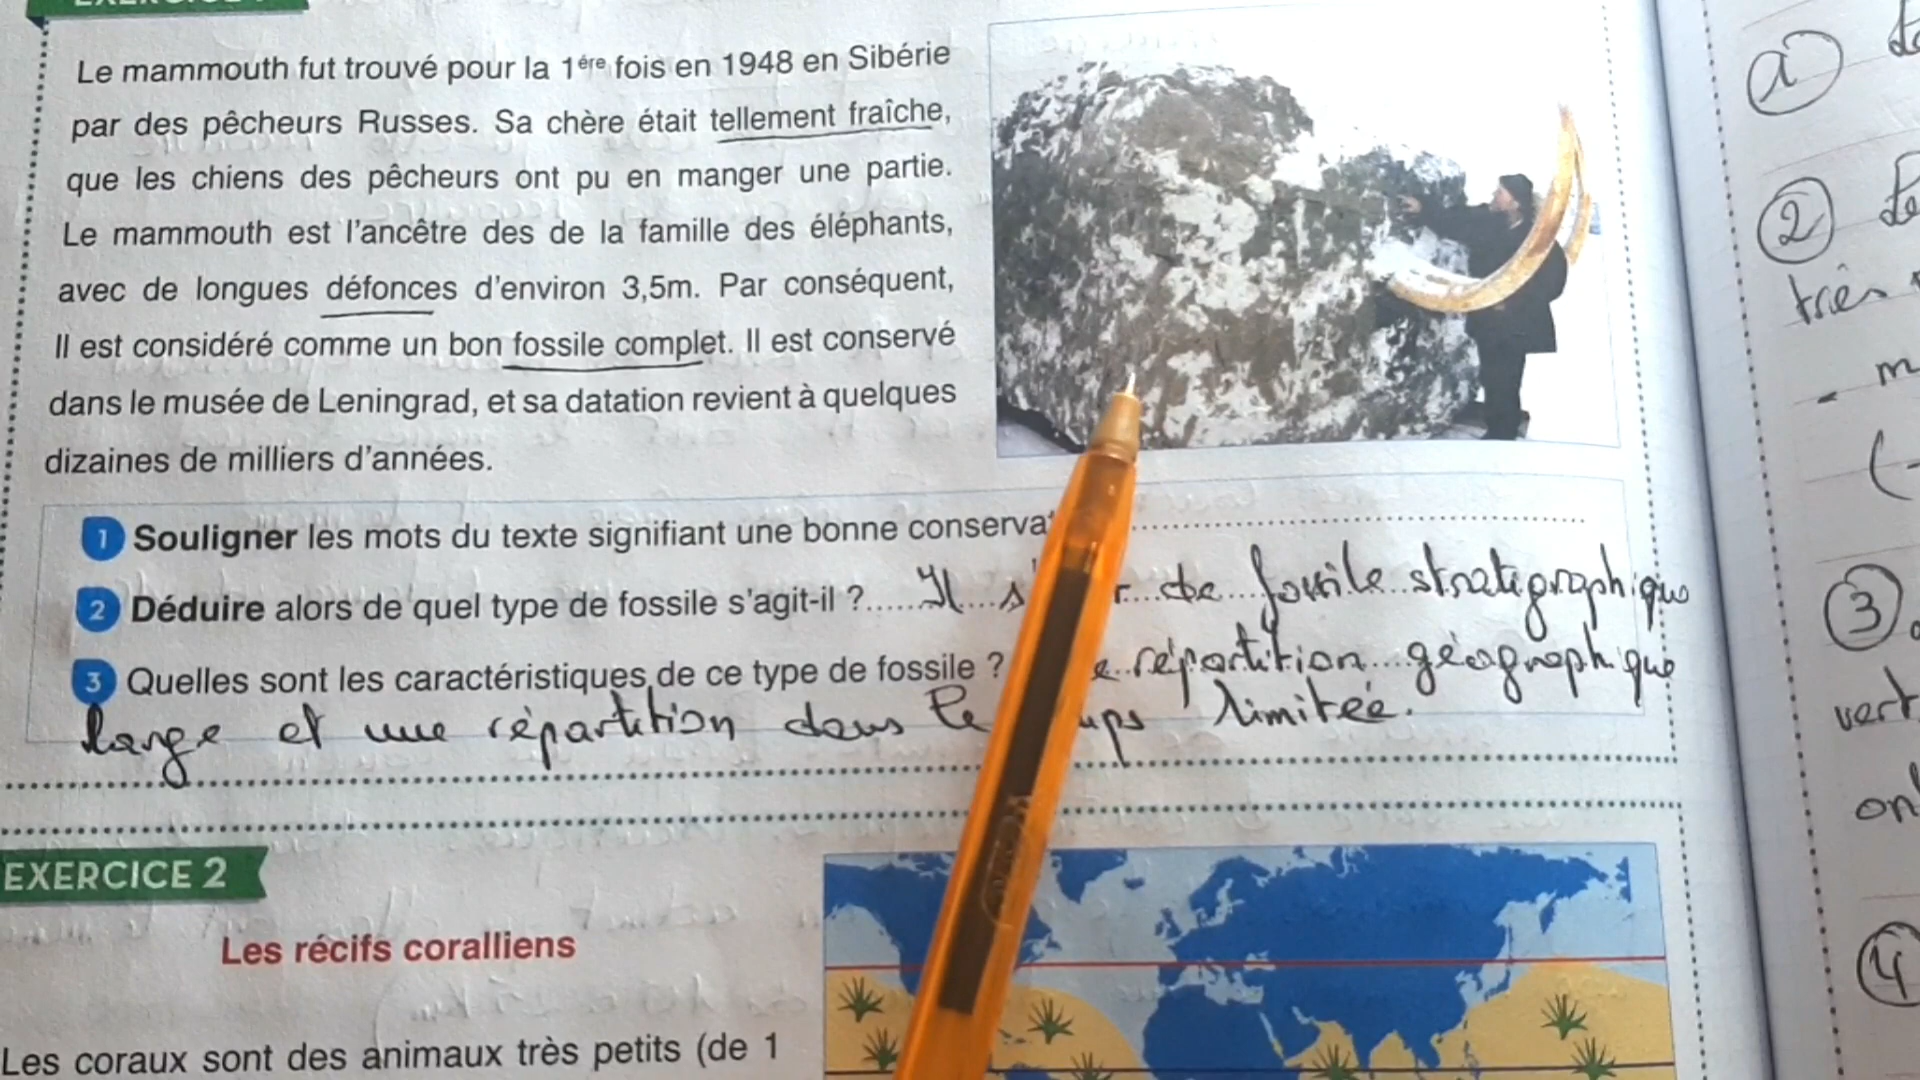 Le mammouth fut trouvé pour la 1ére fois en 1948 en Sibérie
par des pêcheurs Russes. Sa chère était tellement fraîche,
que les chiens des pêcheurs ont pu en manger une partie.
Le mammouth est l'ancêtre des de la famille des éléphants,
avec de longues défonces d'environ 3,5m. Par conséquent,
Il est considéré comme un bon fossile complet. Il est conservé
dans le musée de Leningrad, et sa datation revient à quelques
dizaines de milliers d'années.
1 Souligner les mots du texte signifiant une bonne
2 Déduire alors de quel type de fossile s'agit-il ? Il de fossile stratigraphique
3 Quelles sont les caractéristiques de ce type de fossile ? répartition géographique
large et une répartition dans le limitée.
EXERCICE 2
Les récifs coralliens
Les coraux sont des animaux très petits (de 1
1
2
très
3
4